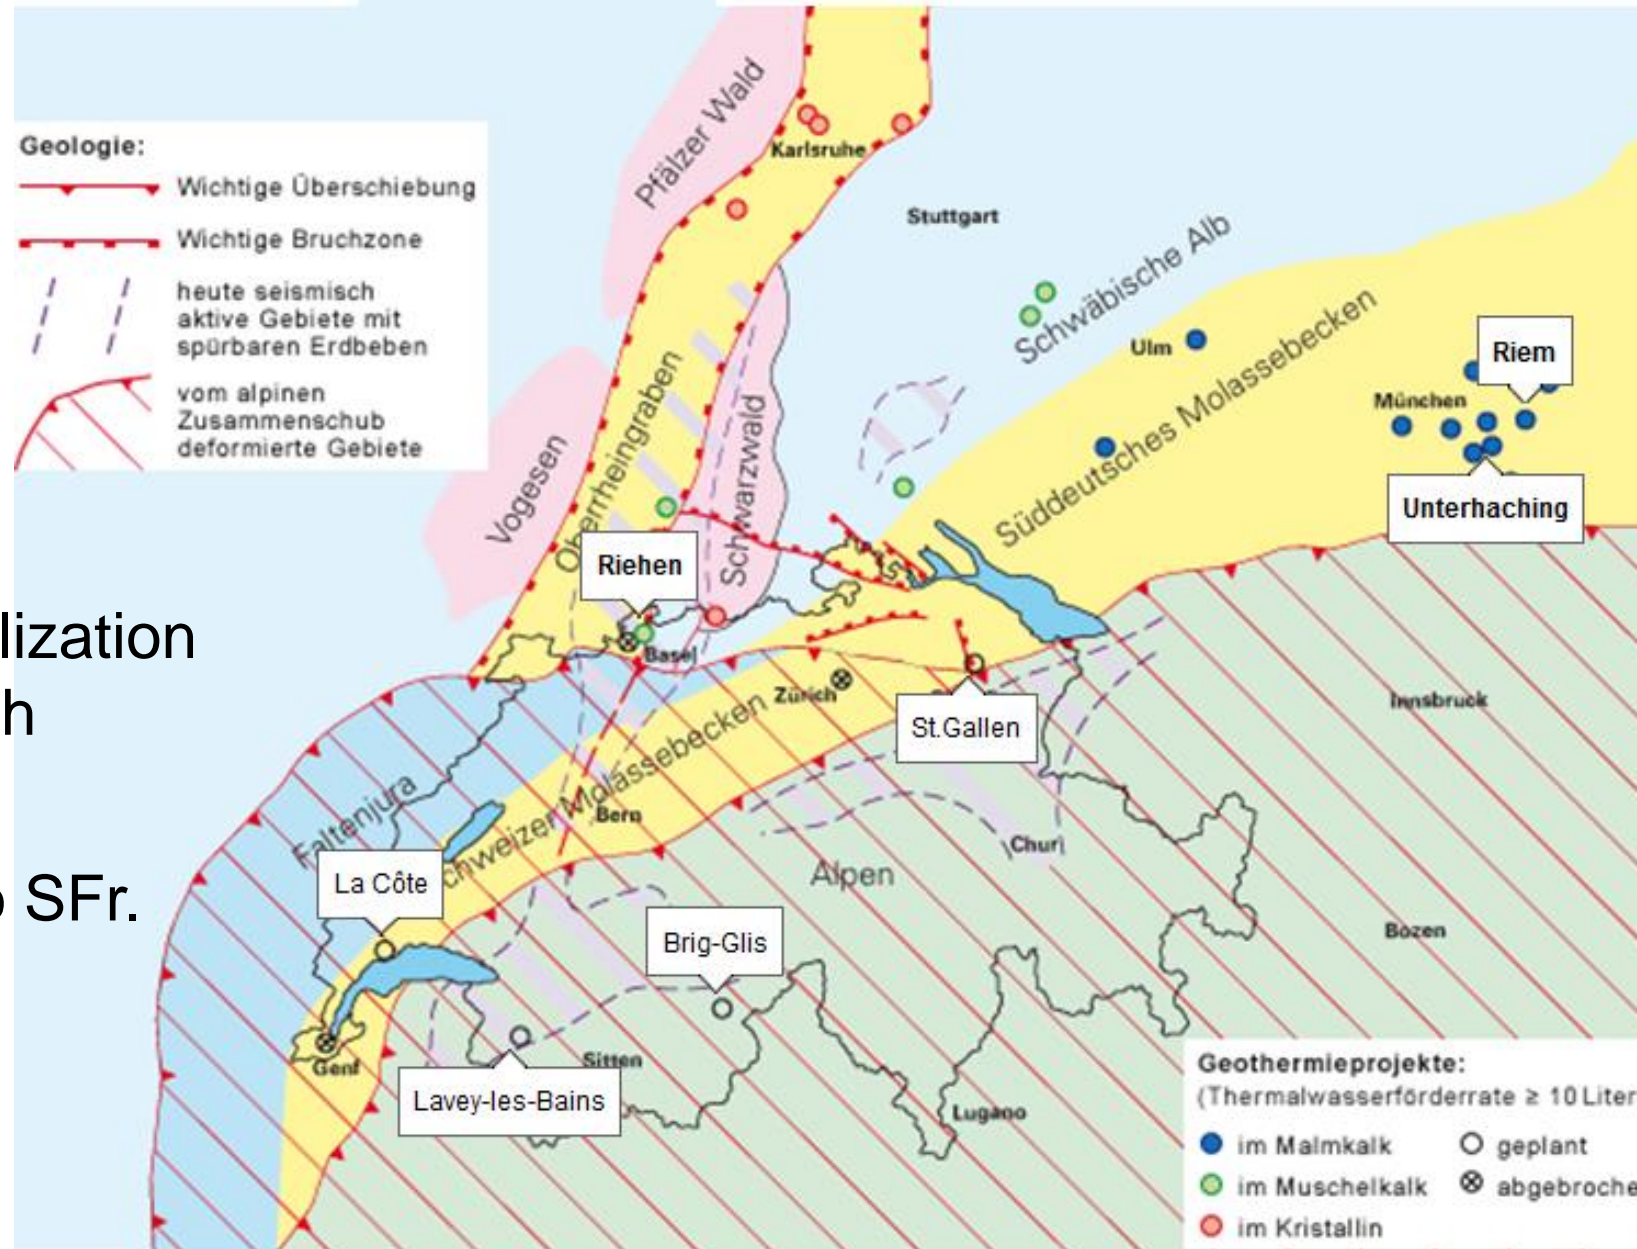 Geologie:
Wichtige Überschiebung
Wichtige Bruchzone
heute seismisch
aktive Gebiete mit
spürbaren Erdbeben
vom alpinen
Zusammenschub
deformierte Gebiete
Pfälzer Wald
Karlsruhe
Stuttgart
Schwäbische Alb
Ulm
Süddeutsches Molassebecken
Riem
München
Unterhaching
Vogesen
Oberrheingraben
Schwarzwald
Riehen
Basel
lization
h
SFr.
Zürich
St.Gallen
Innsbruck
Faltenjura
chweizer Molassebecken
Bern
Chur
Alpen
La Côte
Brig-Glis
Bozen
Genf
Sitten
Lavey-les-Bains
Lugano
Geothermieprojekte:
(Thermalwasserförderrate ≥ 10 Liter
im Malmkalk
geplant
im Muschelkalk
abgebroche
im Kristallin